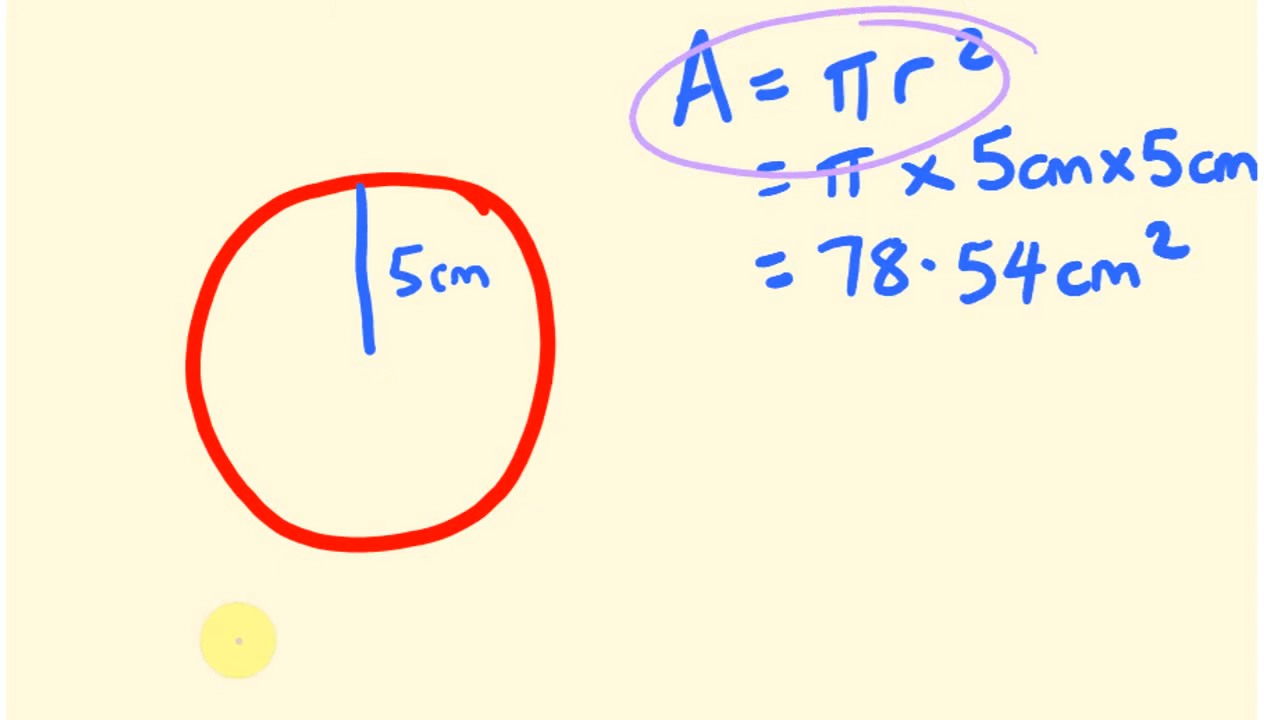 A = πr²
= π × 5cm×5cm
= 78·54cm²
5cm